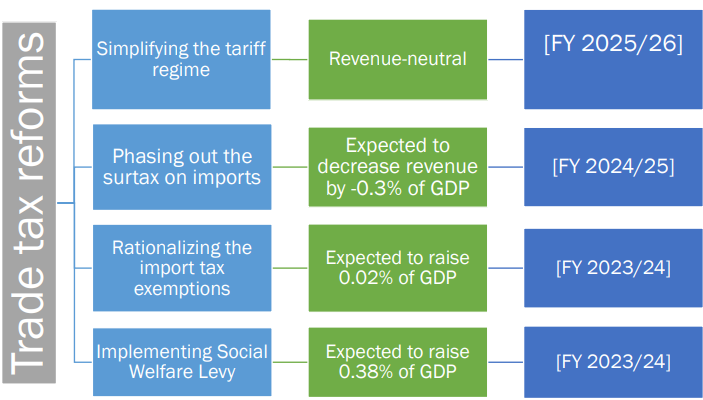 Trade tax reforms
Simplifying the tariff
regime
Revenue-neutral
[FY 2025/26]
Phasing out the
surtax on imports
Expected to
decrease revenue
by -0.3% of GDP
[FY 2024/25]
Rationalizing the
import tax
exemptions
Expected to raise
0.02% of GDP
[FY 2023/24]
Implementing Social
Welfare Levy
Expected to raise
0.38% of GDP
[FY 2023/24]